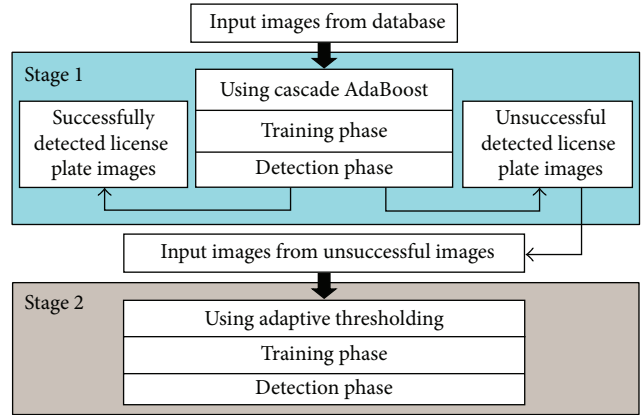 Input images from database
Stage 1
Using cascade AdaBoost
Training phase
Detection phase
Successfully
detected license
plate images
Unsuccessful
detected license
plate images
Input images from unsuccessful images
Stage 2
Using adaptive thresholding
Training phase
Detection phase